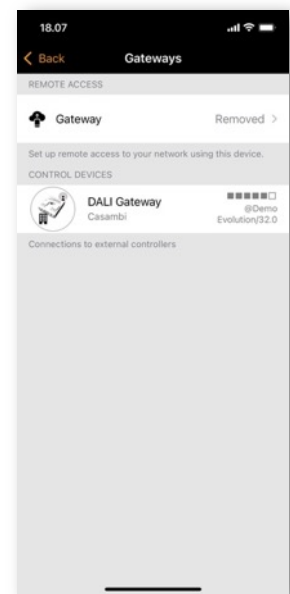 18.07
Back Gateways
REMOTE ACCESS
Gateway Removed
Set up remote access to your network using this device.
CONTROL DEVICES
DALI Gateway
Casambi
@Demo
Evolution/32.0
Connections to external controllers